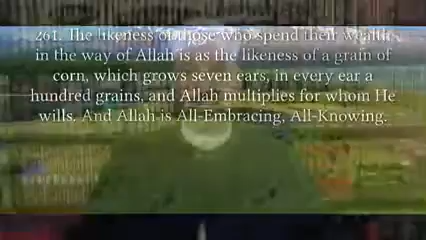 261. The likeness of those who spend their wealth
in the way of Allah is as the likeness of a grain of
corn, which grows seven ears, in every ear a
hundred grains, and Allah multiplies for whom He
wills. And Allah is All-Embracing, All-Knowing.